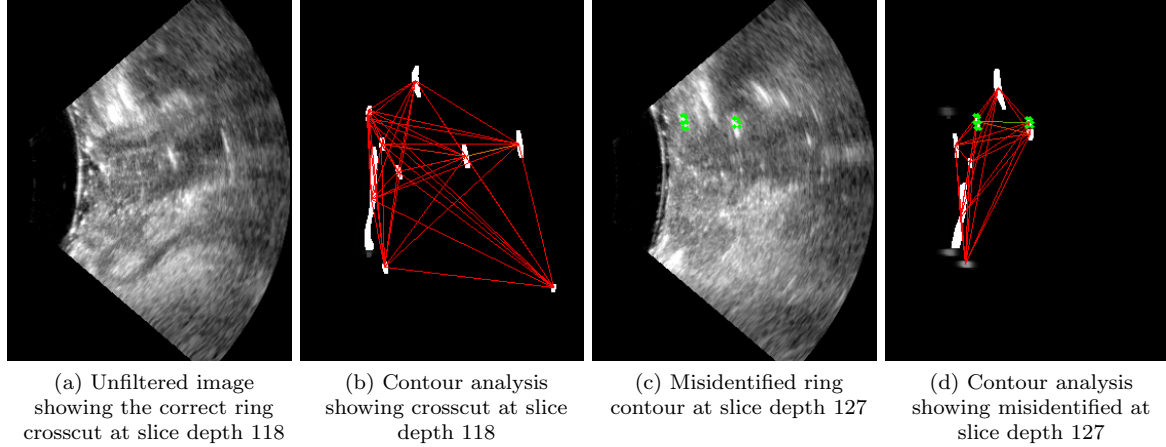 (a) Unfiltered image
showing the correct ring
crosscut at slice depth 118
(b) Contour analysis
showing crosscut at slice
depth 118
(c) Misidentified ring
contour at slice depth 127
(d) Contour analysis
showing misidentified at
slice depth 127